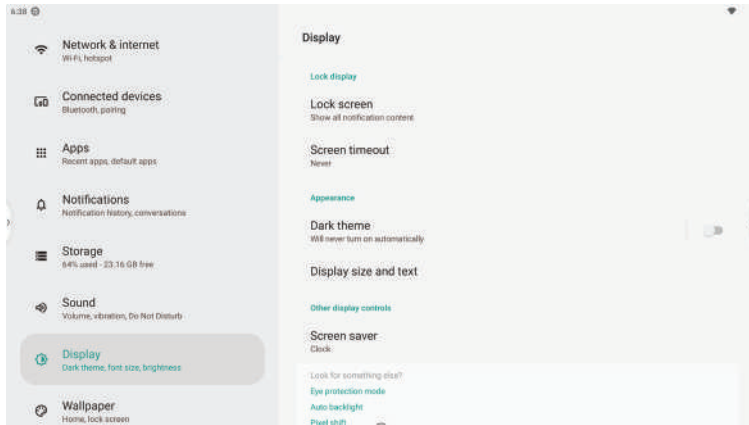 6:38
Network & internet
Wi-Fi, hotspot
Connected devices
Bluetooth, pairing
Apps
Recent apps, default apps
Notifications
Notification history, conversations
Storage
64% used - 23.16 GB free
Sound
Volume, vibration, Do Not Disturb
Display
Dark theme, font size, brightness
Wallpaper
Home, lock screen
Display
Lock display
Lock screen
Show all notification content
Screen timeout
Never
Appearance
Dark theme
Will never turn on automatically
Display size and text
Other display controls
Screen saver
Clock
Look for something else?
Eye protection mode
Auto backlight
Pixel shift